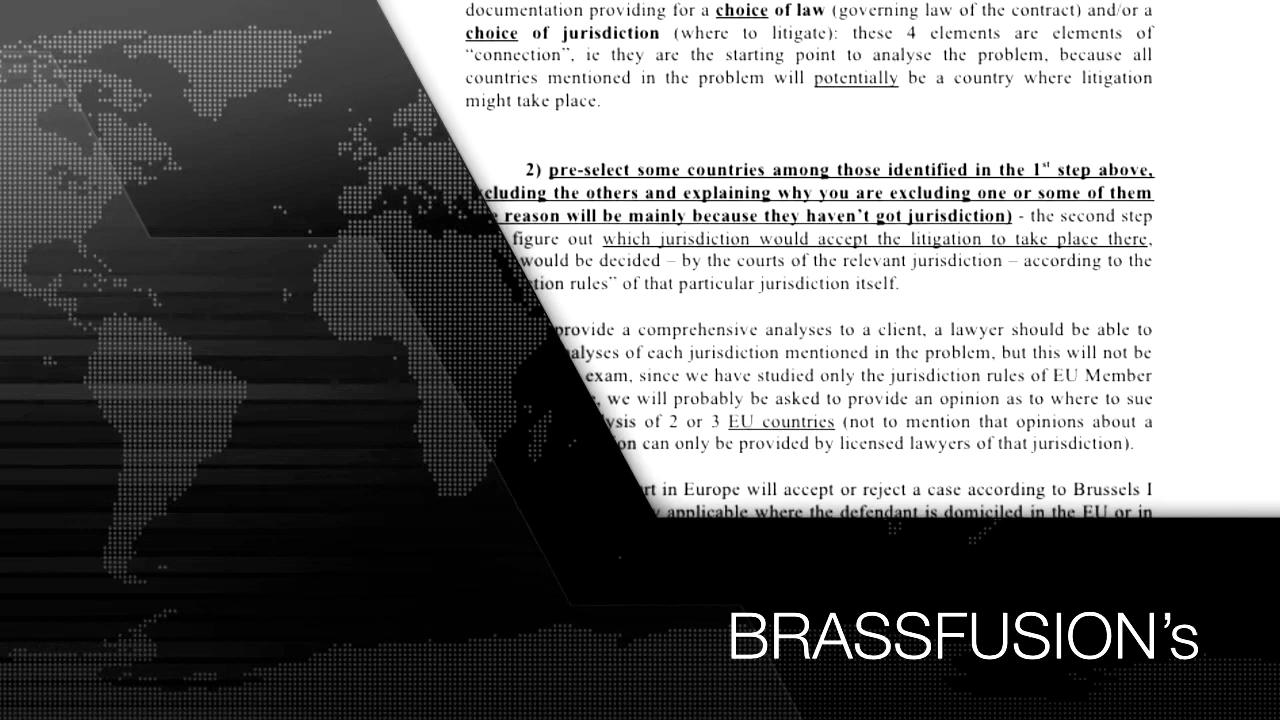 documentation providing for a choice of law (governing law of the contract) and/or a
choice of jurisdiction (where to litigate): these 4 elements are elements of
“connection”, ie they are the starting point to analyse the problem, because all
countries mentioned in the problem will potentially be a country where litigation
might take place.
2) pre-select some countries among those identified in the 1st step above,
cluding the others and explaining why you are excluding one or some of them
reason will be mainly because they haven’t got jurisdiction) - the second step
figure out which jurisdiction would accept the litigation to take place there,
would be decided – by the courts of the relevant jurisdiction – according to the
tion rules” of that particular jurisdiction itself.
provide a comprehensive analyses to a client, a lawyer should be able to
alyses of each jurisdiction mentioned in the problem, but this will not be
exam, since we have studied only the jurisdiction rules of EU Member
, we will probably be asked to provide an opinion as to where to sue
ysis of 2 or 3 EU countries (not to mention that opinions about a
on can only be provided by licensed lawyers of that jurisdiction).
rt in Europe will accept or reject a case according to Brussels I
applicable where the defendant is domiciled in the EU or in
BRASSFUSION’s